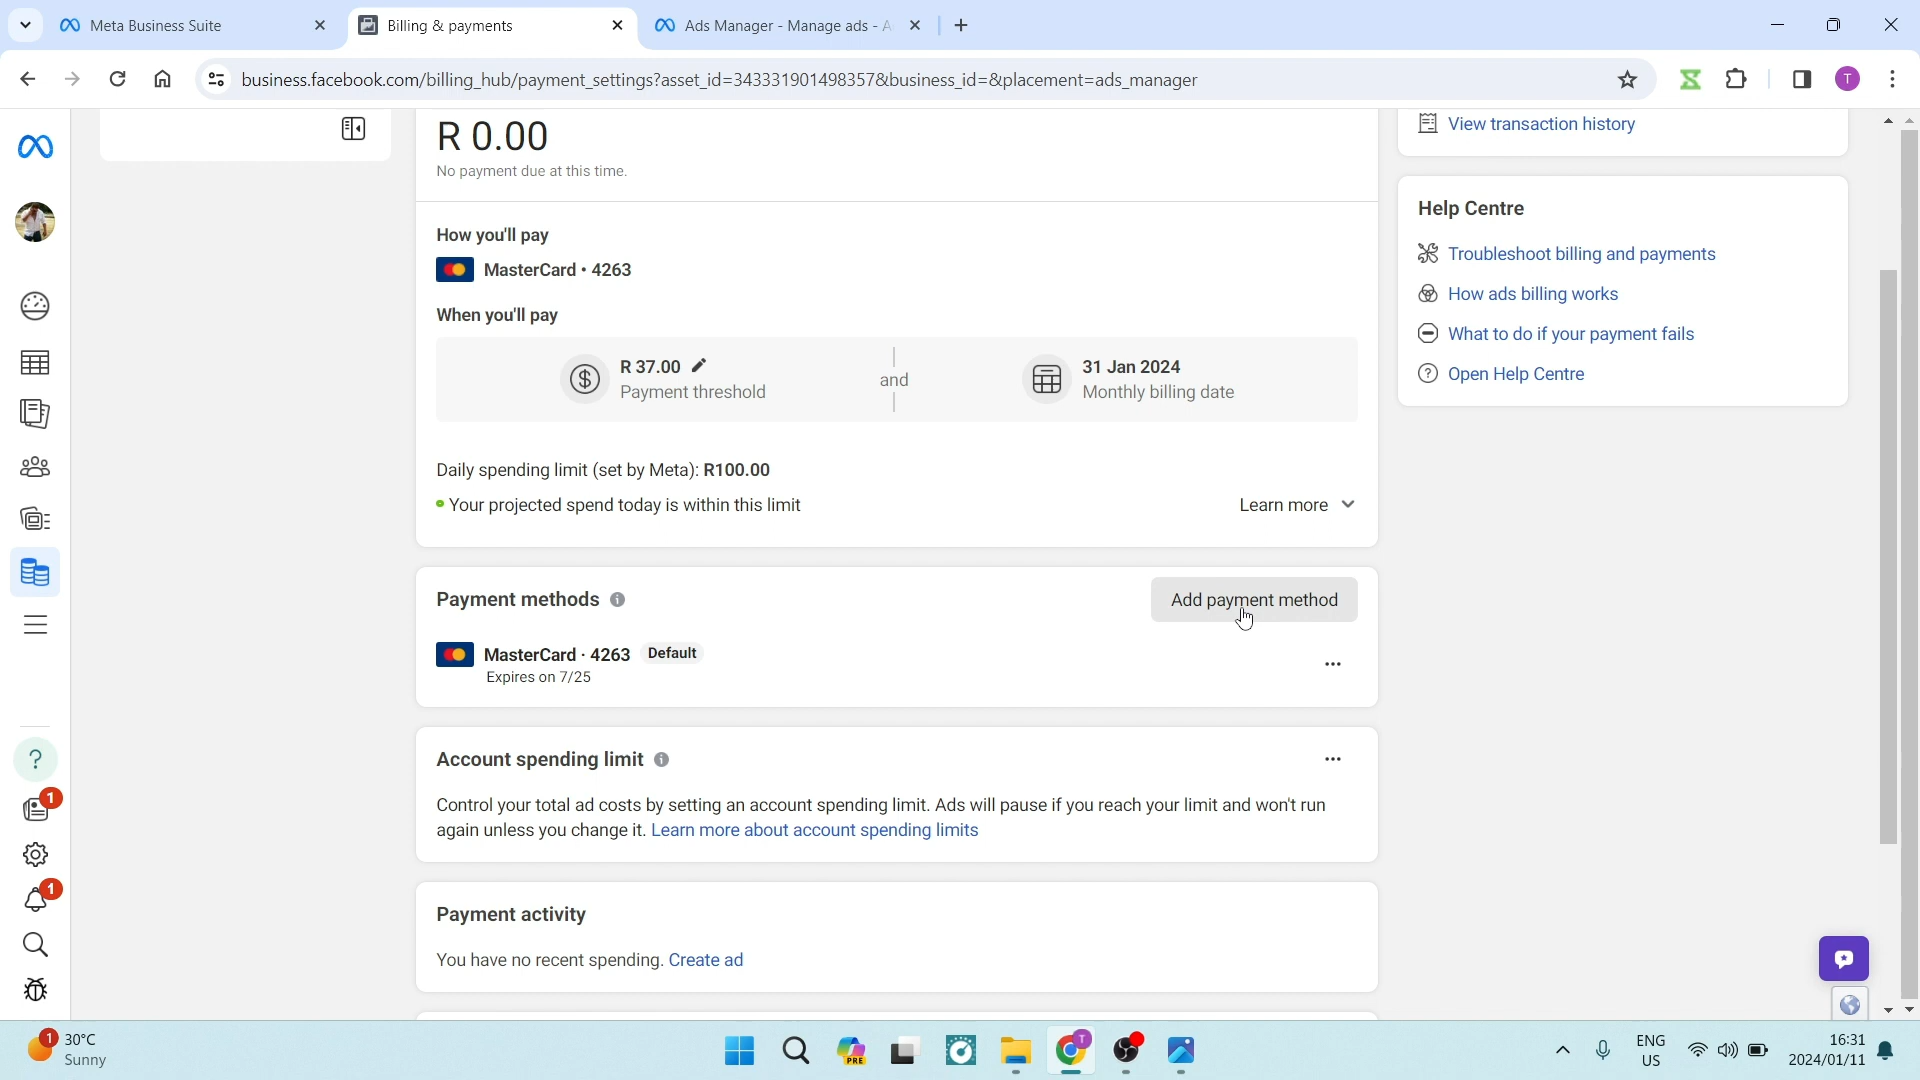 Meta Business Suite
Billing & payments
Ads Manager - Manage ads - A
business.facebook.com/billing_hub/payment_settings?asset_id=343331901498357&business_id=&placement=ads_manager
T
R 0.00
No payment due at this time.
View transaction history
How you'll pay
MasterCard • 4263
When you'll pay
R 37.00
Payment threshold
and
31 Jan 2024
Monthly billing date
Daily spending limit (set by Meta): R100.00
Your projected spend today is within this limit
Learn more
Help Centre
Troubleshoot billing and payments
How ads billing works
What to do if your payment fails
Open Help Centre
Payment methods
Add payment method
MasterCard · 4263 Default
Expires on 7/25
Account spending limit
Control your total ad costs by setting an account spending limit. Ads will pause if you reach your limit and won't run
again unless you change it. Learn more about account spending limits
Payment activity
You have no recent spending. Create ad
1
1
1
30°C
Sunny
PRE
T
ENG
US
16:31
2024/01/11